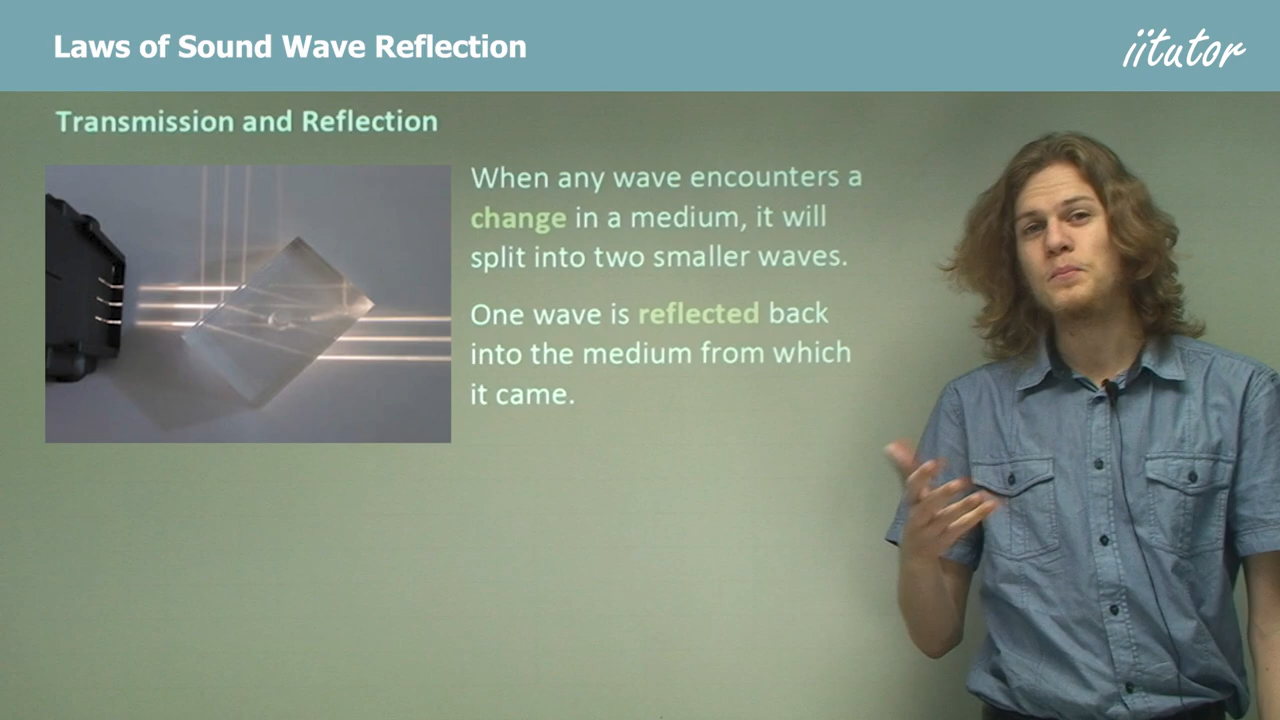 Laws of Sound Wave Reflection
iitutor
Transmission and Reflection
When any wave encounters a
change in a medium, it will
split into two smaller waves.
One wave is reflected back
into the medium from which
it came.